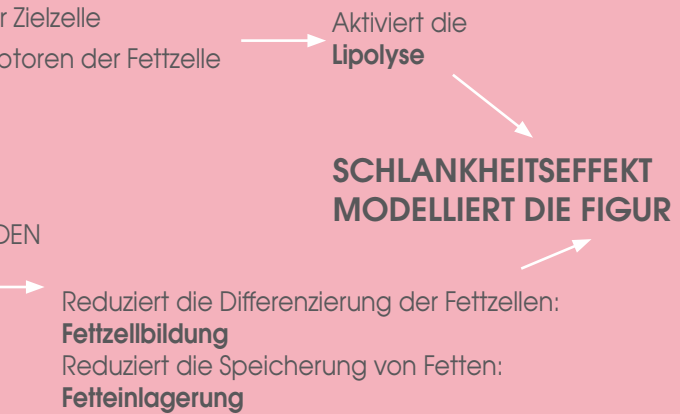 r Zielzelle
otoren der Fettzelle
Aktiviert die
Lipolyse
SCHLANKHEITSEFFEKT
MODELLIERT DIE FIGUR
DEN
Reduziert die Differenzierung der Fettzellen:
Fettzellbildung
Reduziert die Speicherung von Fetten:
Fetteinlagerung